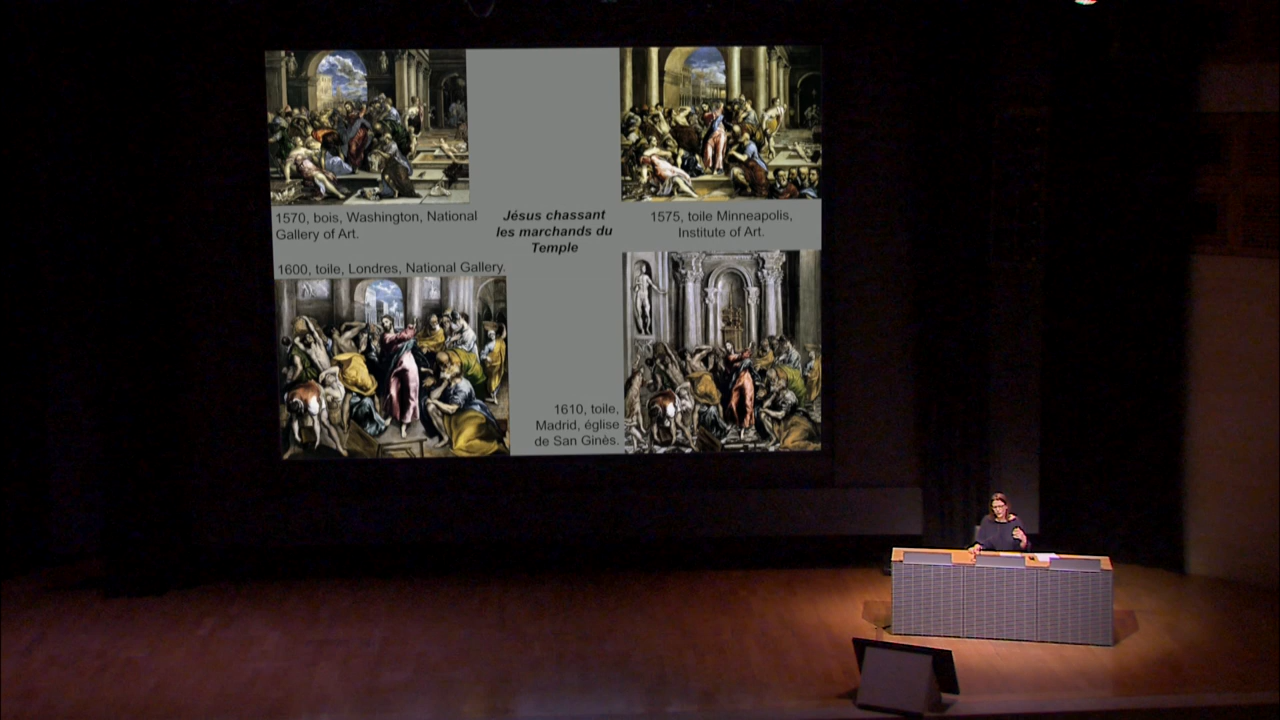 1570, bois, Washington, National
Gallery of Art.
Jésus chassant
les marchands du
Temple
1575, toile Minneapolis,
Institute of Art.
1600, toile, Londres, National Gallery.
1610, toile,
Madrid, église
de San Ginès.